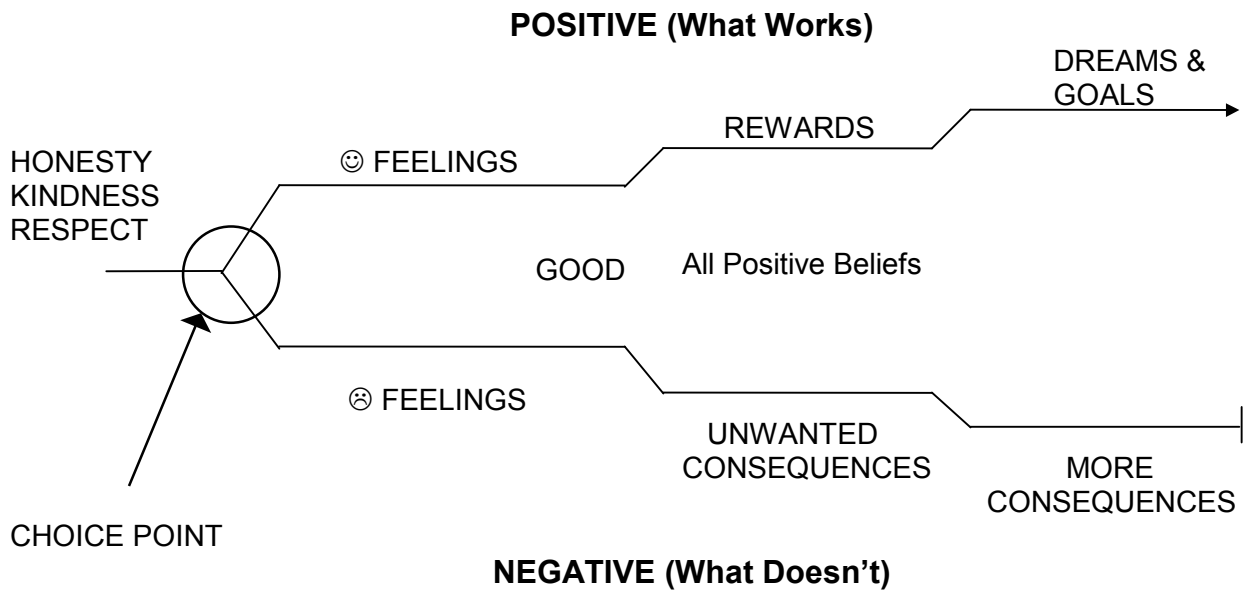 POSITIVE (What Works)
DREAMS &
GOALS
REWARDS
HONESTY
KINDNESS
RESPECT
☺ FEELINGS
GOOD
All Positive Beliefs
☹ FEELINGS
UNWANTED
CONSEQUENCES
MORE
CONSEQUENCES
CHOICE POINT
NEGATIVE (What Doesn’t)